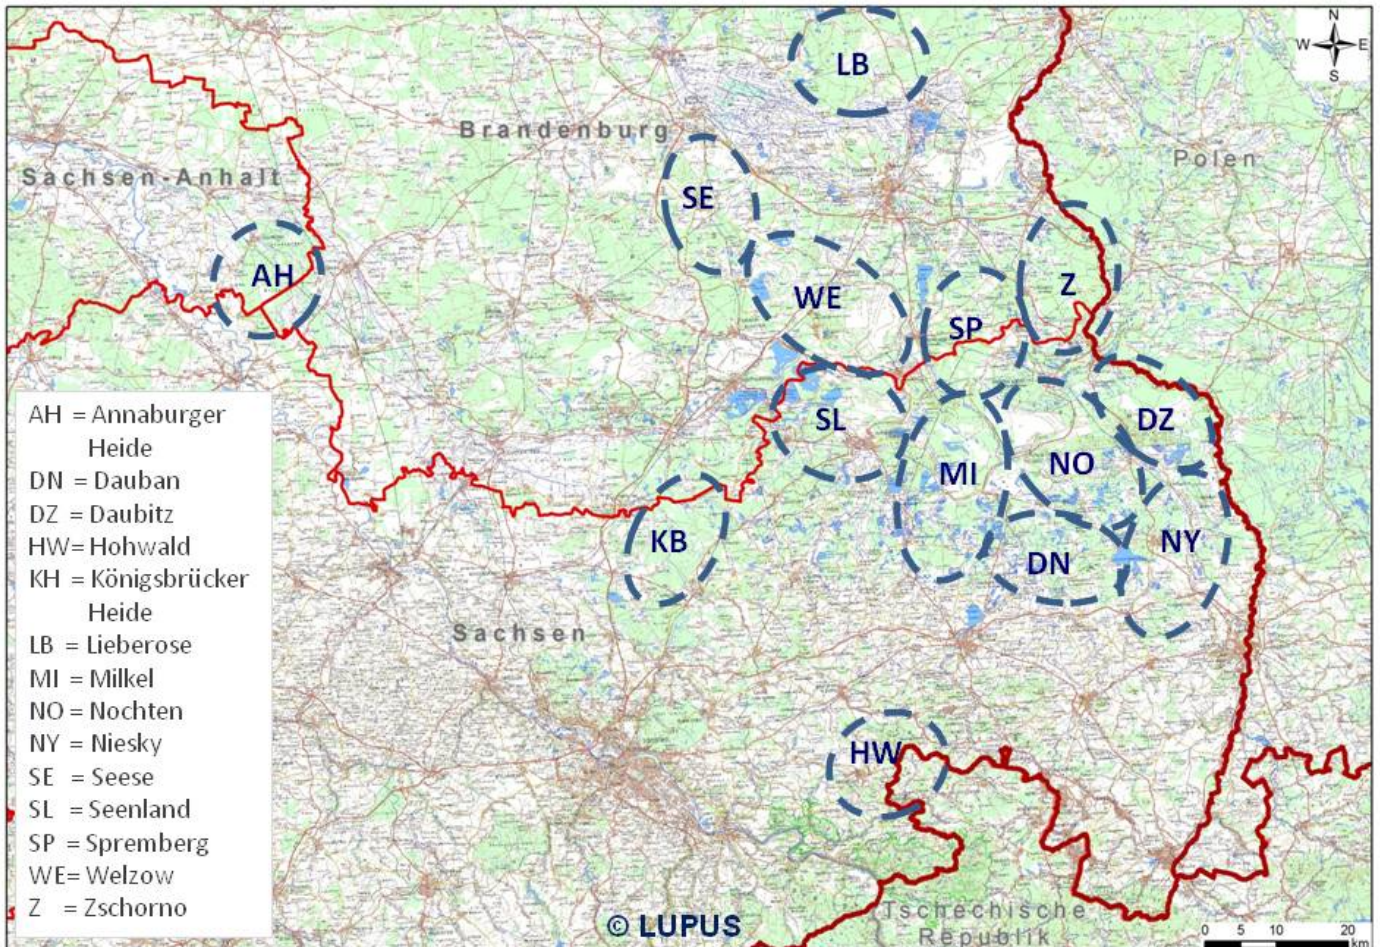 N
W E
S
LB
Brandenburg
Polen
Sachsen-Anhalt
SE
AH
WE
Z
SP
AH = Annaburger
Heide
DN = Dauban
DZ = Daubitz
HW= Hohwald
KH = Königsbrücker
Heide
LB = Lieberose
MI = Milkel
NO = Nochten
NY = Niesky
SE = Seese
SL = Seenland
SP = Spremberg
WE= Welzow
Z = Zschorno
SL
DZ
MI
NO
KB
DN
NY
Sachsen
HW
© LUPUS
Tschechische
Republik
0 5 10 20
km